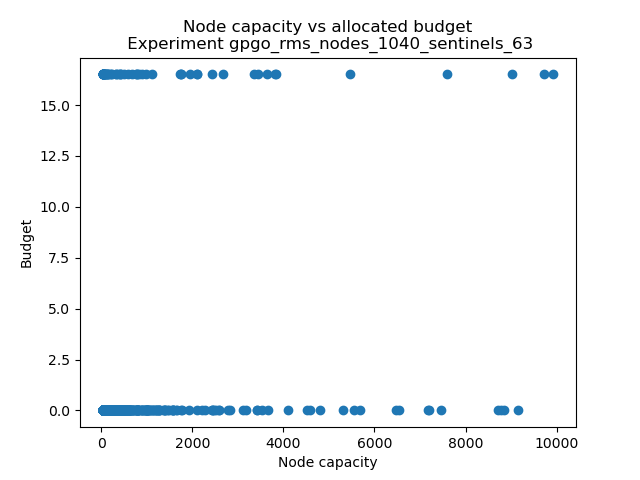 Node capacity vs allocated budget
Experiment gpgo_rms_nodes_1040_sentinels_63
15.0
12.5
10.0
7.5
5.0
2.5
0.0
Budget
0 2000 4000 6000 8000 10000
Node capacity